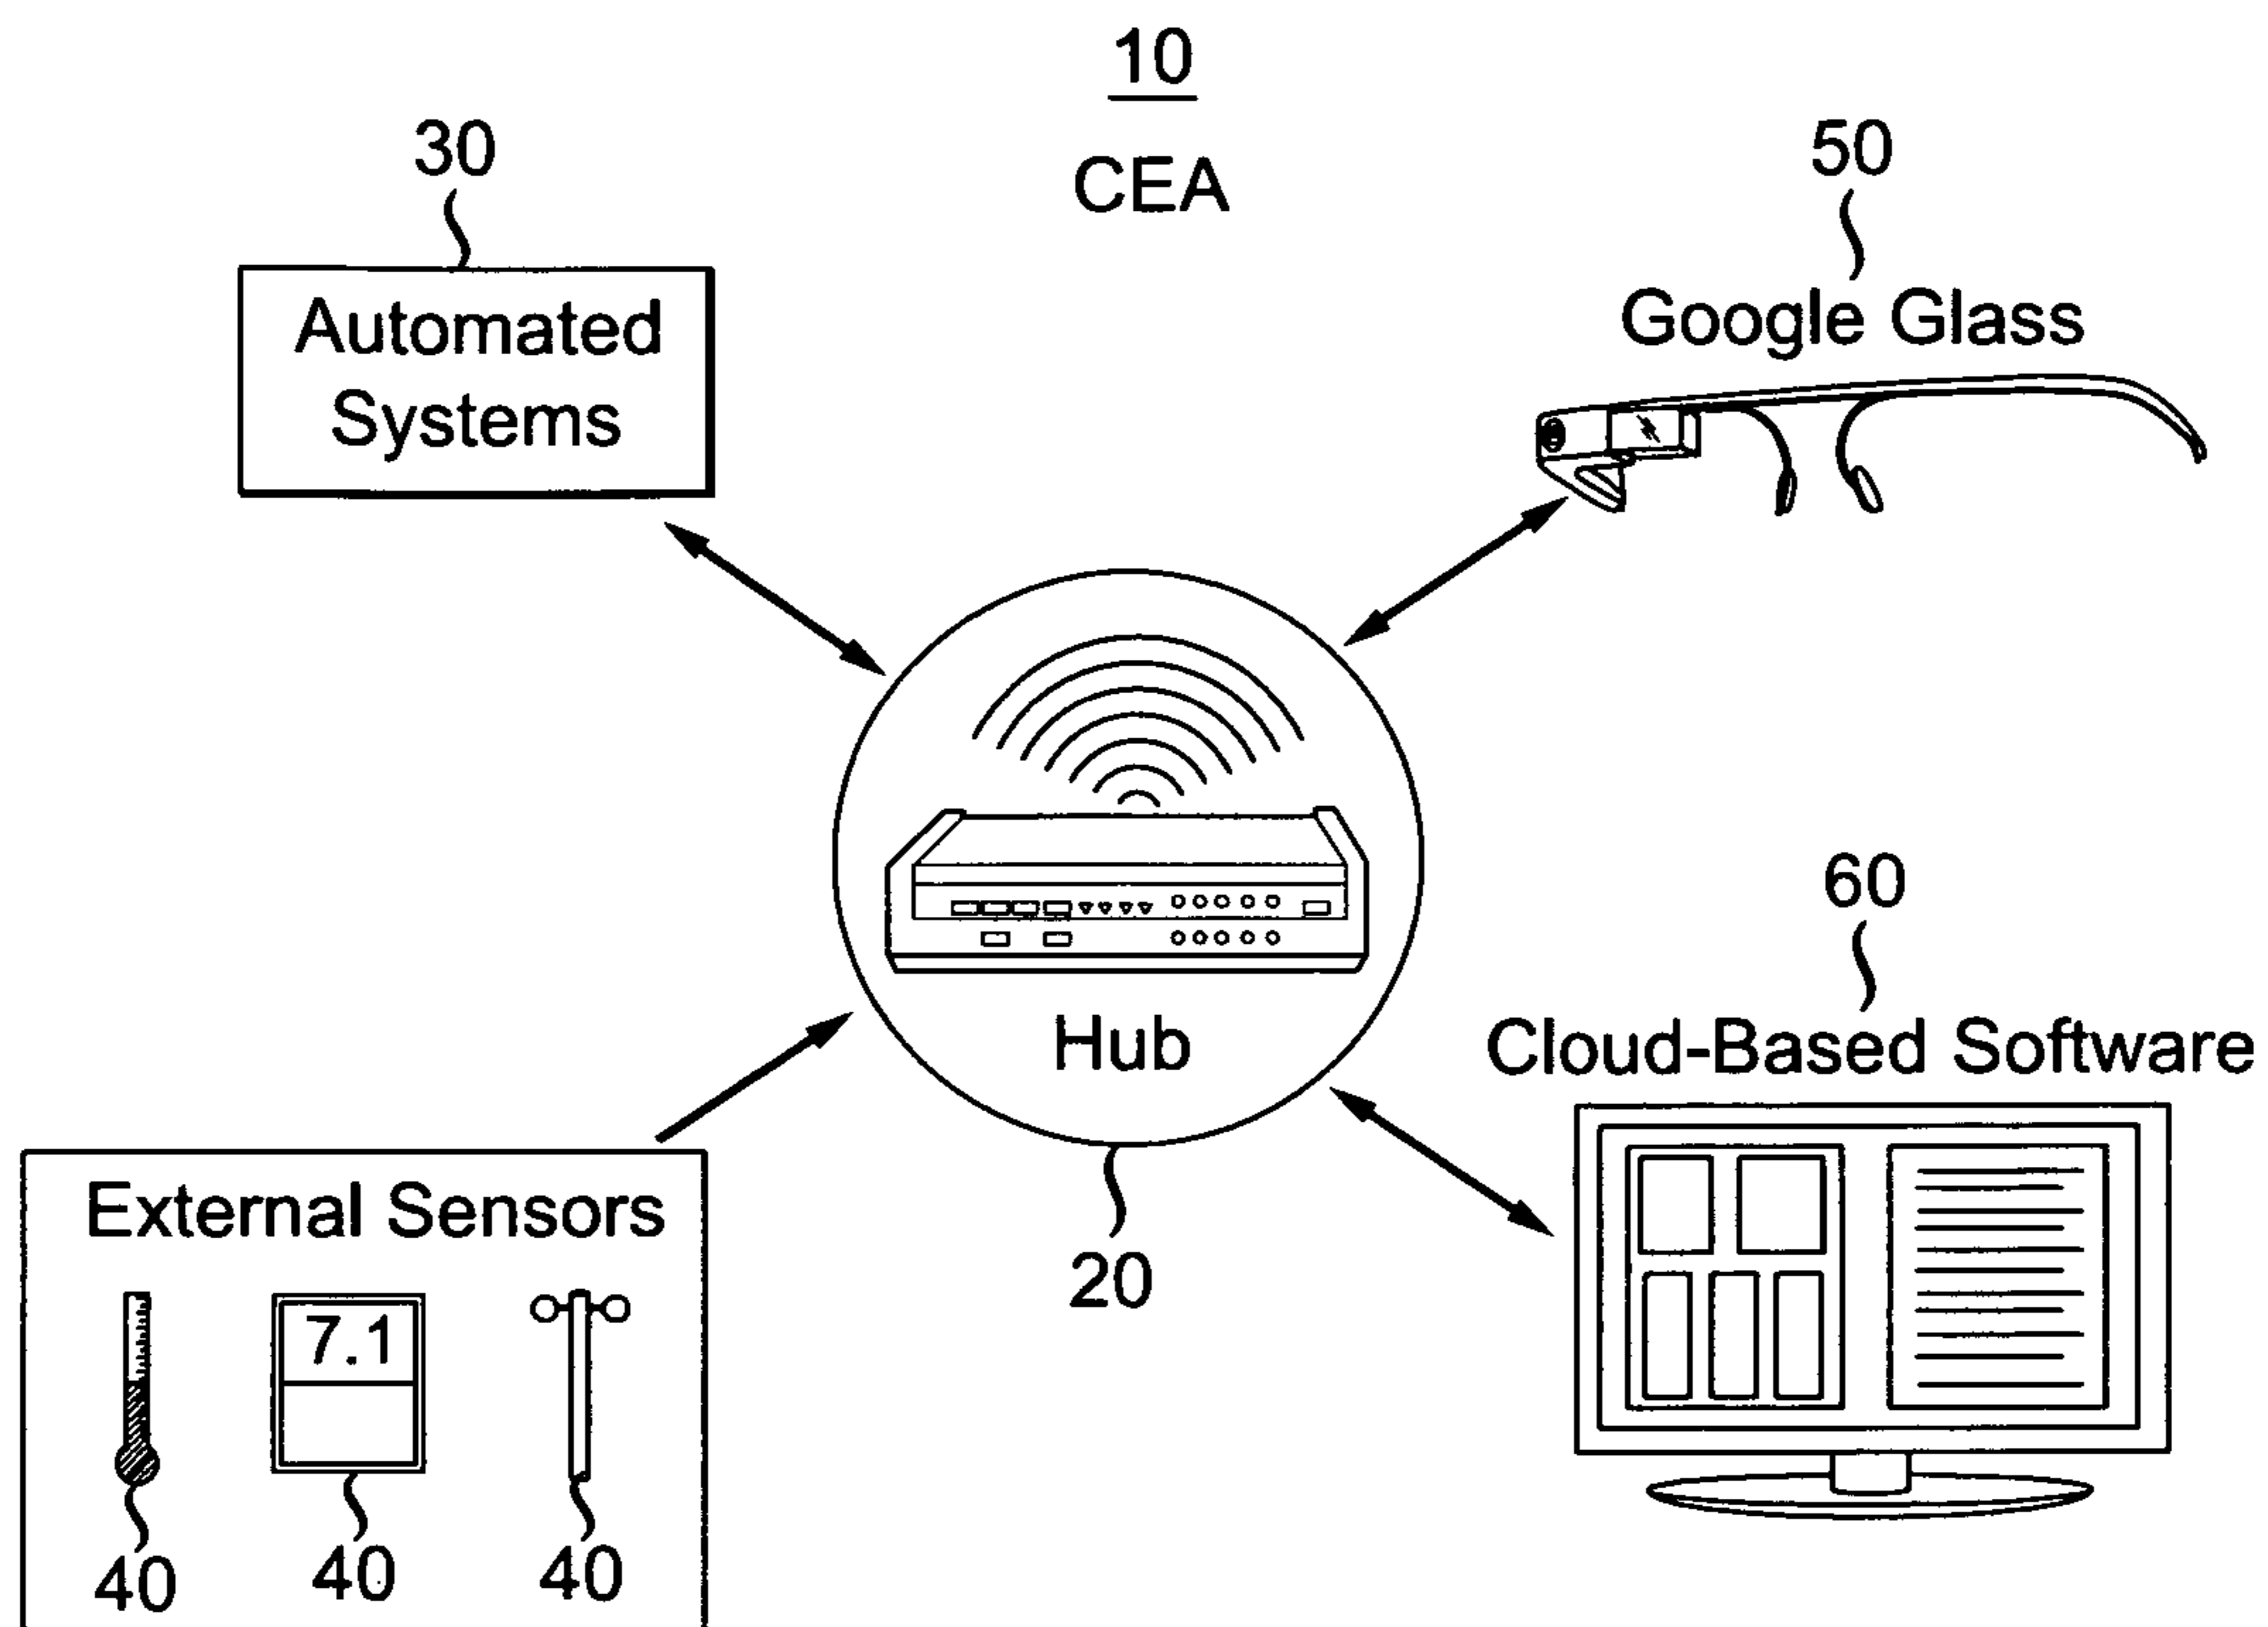 10
CEA
30
Automated
Systems
50
Google Glass
Hub
20
60
Cloud-Based Software
External Sensors
7.1
40
40
40